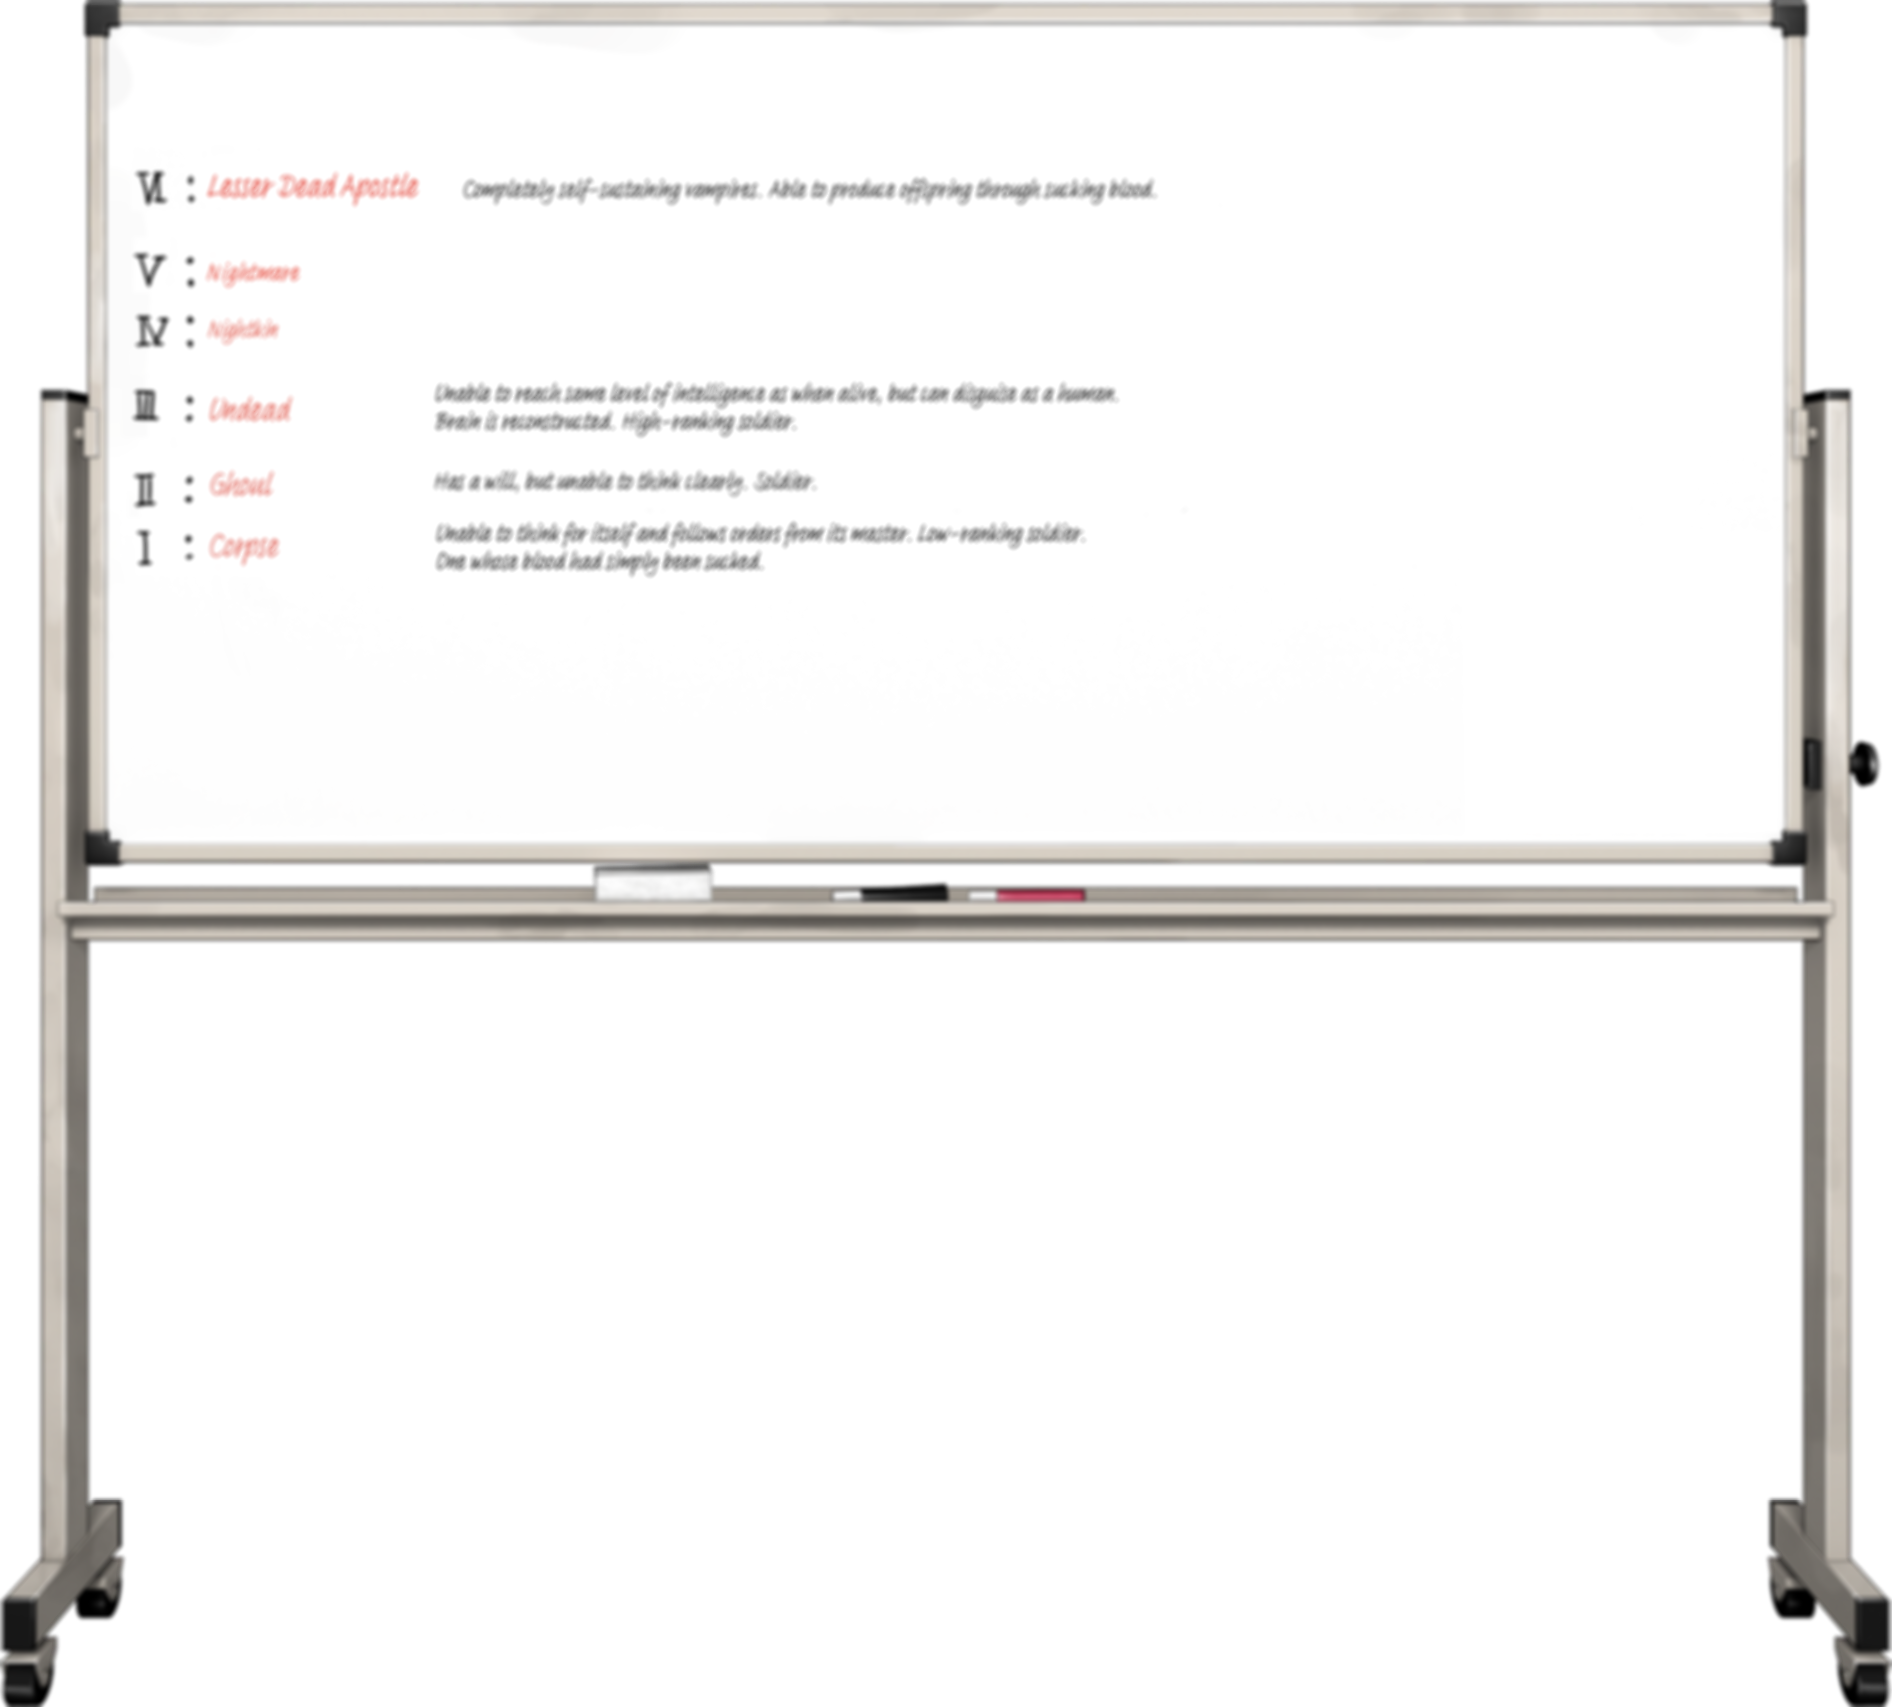 VI : Lesser Dead Apostle Completely self-sustaining vampires. Able to produce offspring through sucking blood.
V : Nightmare
IV : Nightkin
III : Undead Unable to reach same level of intelligence as when alive, but can disguise as a human.
Brain is reconstructed. High-ranking soldier.
II : Ghoul Has a will, but unable to think clearly. Soldier.
I : Corpse Unable to think for itself and follows orders from its master. Low-ranking soldier.
One whose blood had simply been sucked.